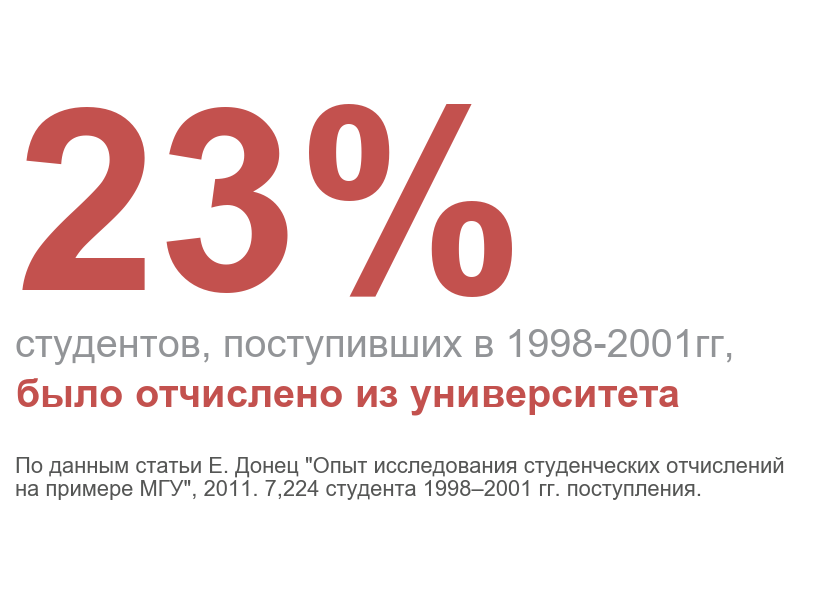 23%
студентов, поступивших в 1998-2001гг,
было отчислено из университета
По данным статьи Е. Донец "Опыт исследования студенческих отчислений
на примере МГУ", 2011. 7,224 студента 1998–2001 гг. поступления.